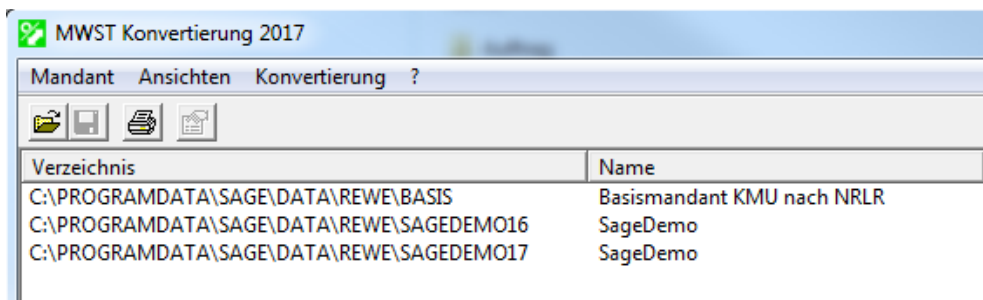 MWST Konvertierung 2017
Mandant Ansichten Konvertierung ?
Verzeichnis Name
C:\PROGRAMDATA\SAGE\DATA\REWE\BASIS Basismandant KMU nach NRLR
C:\PROGRAMDATA\SAGE\DATA\REWE\SAGEDEMO16 SageDemo
C:\PROGRAMDATA\SAGE\DATA\REWE\SAGEDEMO17 SageDemo